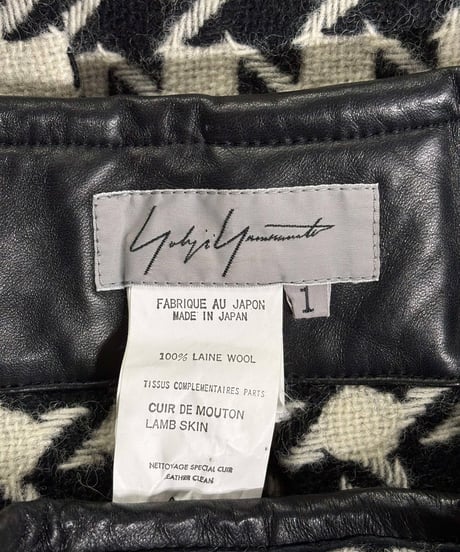 Yohji Yamamoto
1
FABRIQUE AU JAPON
MADE IN JAPAN
100% LAINE WOOL
TISSUS COMPLEMENTAIRES PARTS
CUIR DE MOUTON
LAMB SKIN
NETTOYAGE SPECIAL CUIR
LEATHER CLEAN